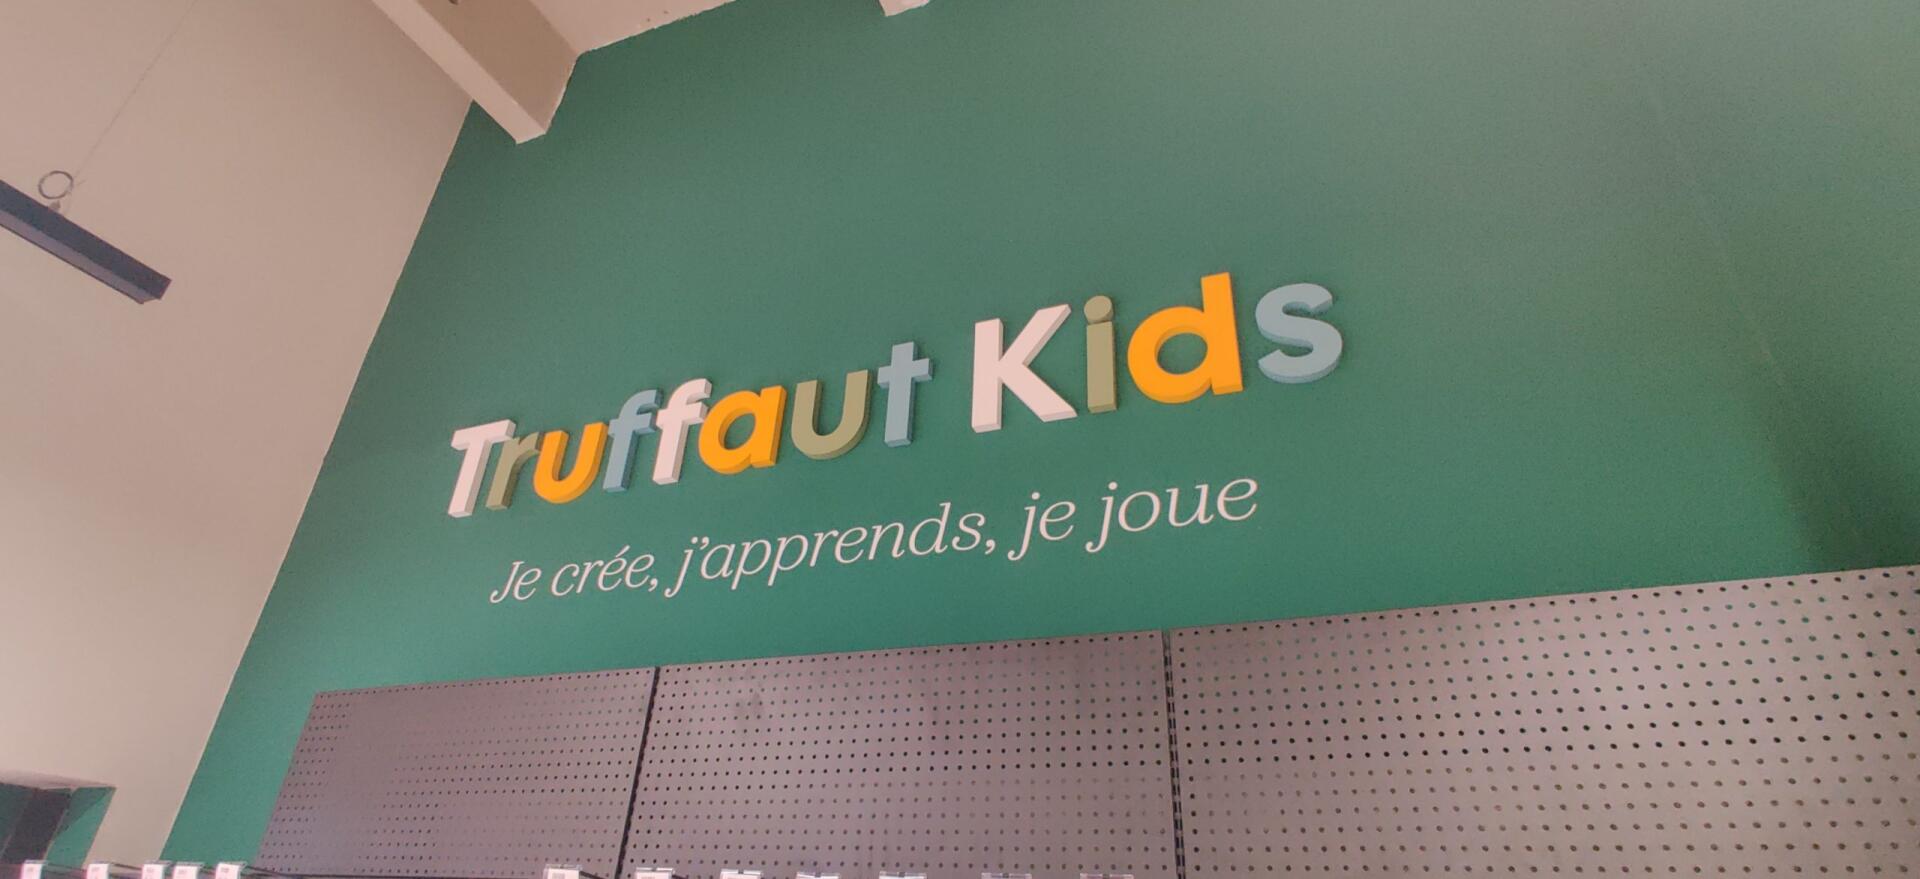 Truffaut Kids
Je crée, j'apprends, je joue